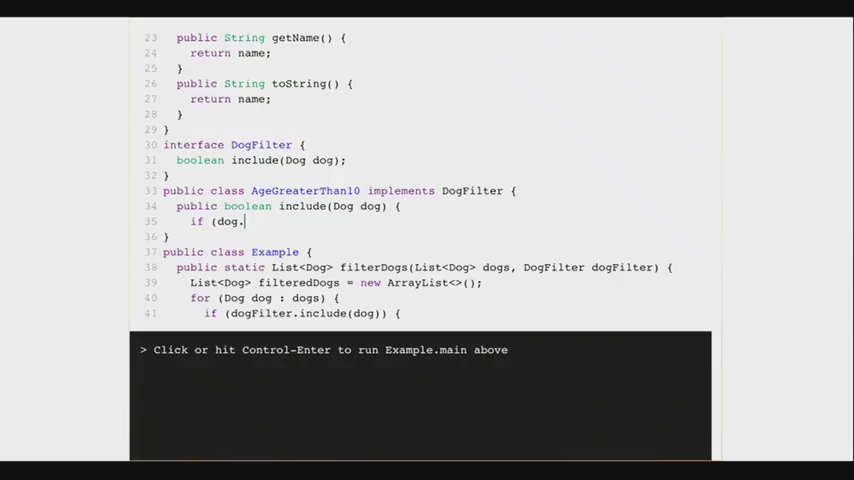 23 public String getName() {
24 return name;
25 }
26 public String toString() {
27 return name;
28 }
29 }
30 interface DogFilter {
31 boolean include(Dog dog);
32 }
33 public class AgeGreaterThan10 implements DogFilter {
34 public boolean include(Dog dog) {
35 if (dog.
36 }
37 public class Example {
38 public static List<Dog> filterDogs(List<Dog> dogs, DogFilter dogFilter) {
39 List<Dog> filteredDogs = new ArrayList<>();
40 for (Dog dog : dogs) {
41 if (dogFilter.include(dog)) {
> Click or hit Control-Enter to run Example.main above